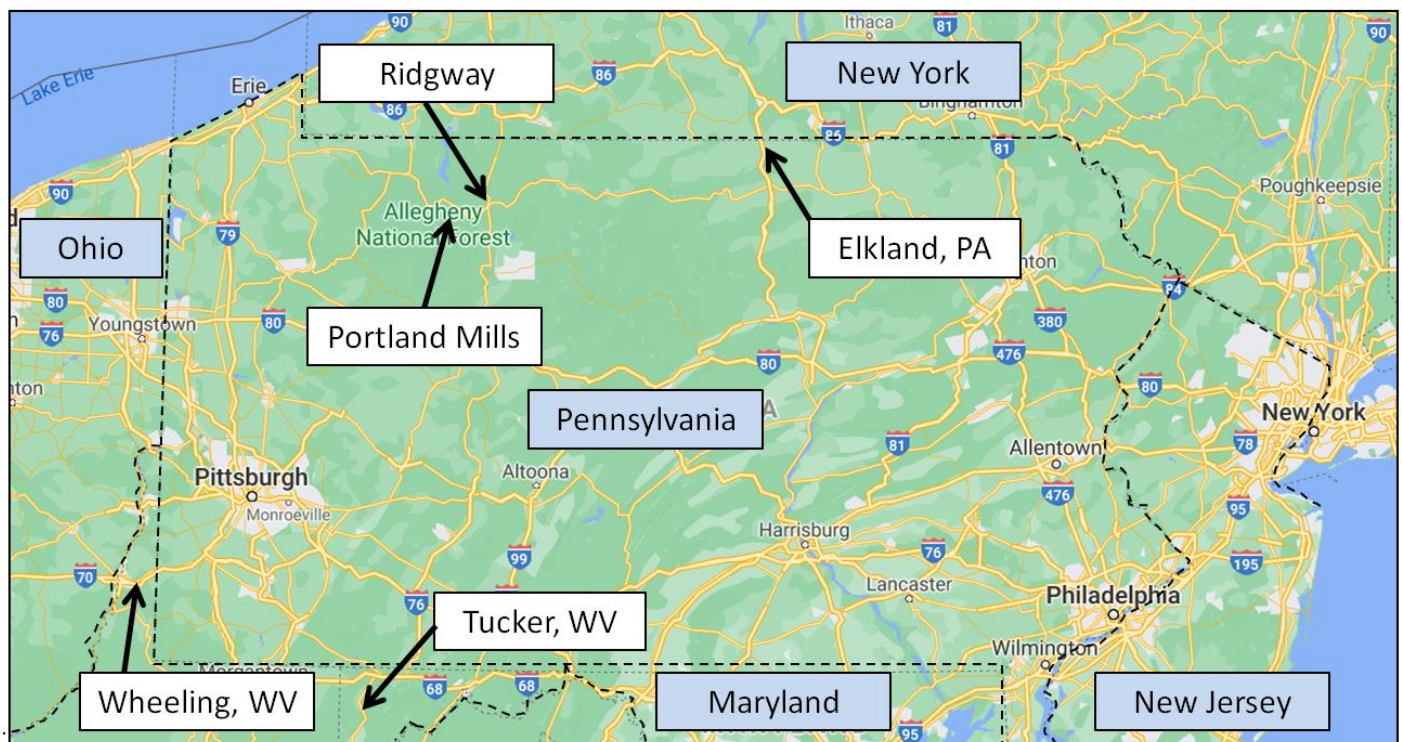 90
Ithaca
81
90
Lake Erie
Erie
Ridgway
86
New York
86
Binghamton
86
81
90
Poughkeepsie
Allegheny
National Forest
Ohio
79
Elkland, PA
84
80
76
Youngstown
80
Portland Mills
380
476
80
80
Pennsylvania
A
New York
81
Allentown
78
Pittsburgh
Monroeville
Altoona
476
95
Harrisburg
99
76
195
70
Lancaster
76
Philadelphia
Tucker, WV
Wilmington
68
68
Wheeling, WV
Maryland
New Jersey
95